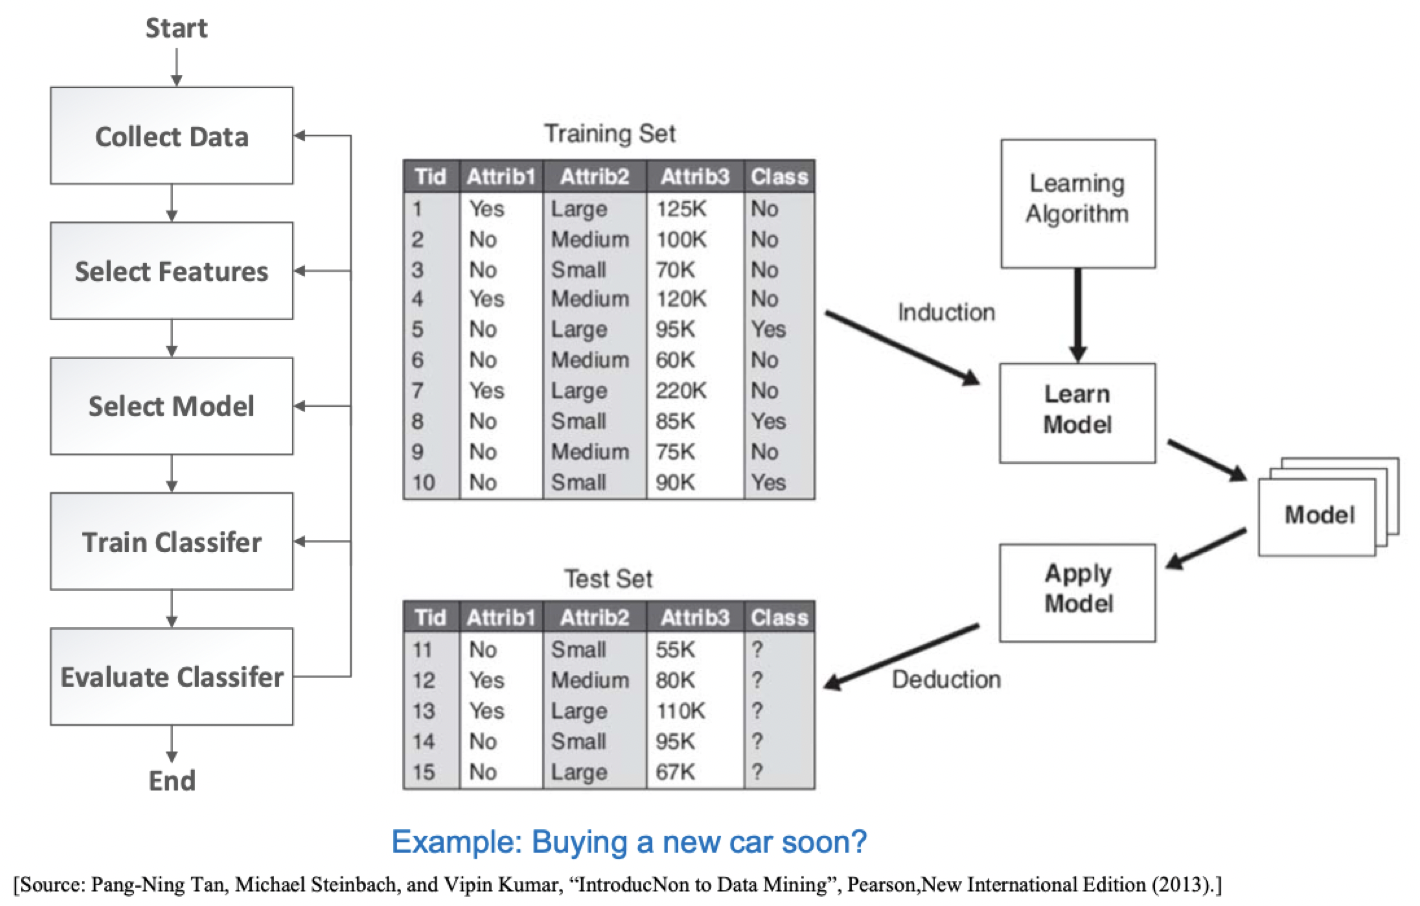 Start
Collect Data
Select Features
Select Model
Train Classifer
Evaluate Classifer
End
Training Set
Tid Attrib1 Attrib2 Attrib3 Class
1 Yes Large 125K No
2 No Medium 100K No
3 No Small 70K No
4 Yes Medium 120K No
5 No Large 95K Yes
6 No Medium 60K No
7 Yes Large 220K No
8 No Small 85K Yes
9 No Medium 75K No
10 No Small 90K Yes
Test Set
Tid Attrib1 Attrib2 Attrib3 Class
11 No Small 55K ?
12 Yes Medium 80K ?
13 Yes Large 110K ?
14 No Small 95K ?
15 No Large 67K ?
Learning
Algorithm
Induction
Learn
Model
Model
Apply
Model
Deduction
Example: Buying a new car soon?
[Source: Pang-Ning Tan, Michael Steinbach, and Vipin Kumar, “IntroducNon to Data Mining”, Pearson,New International Edition (2013).]